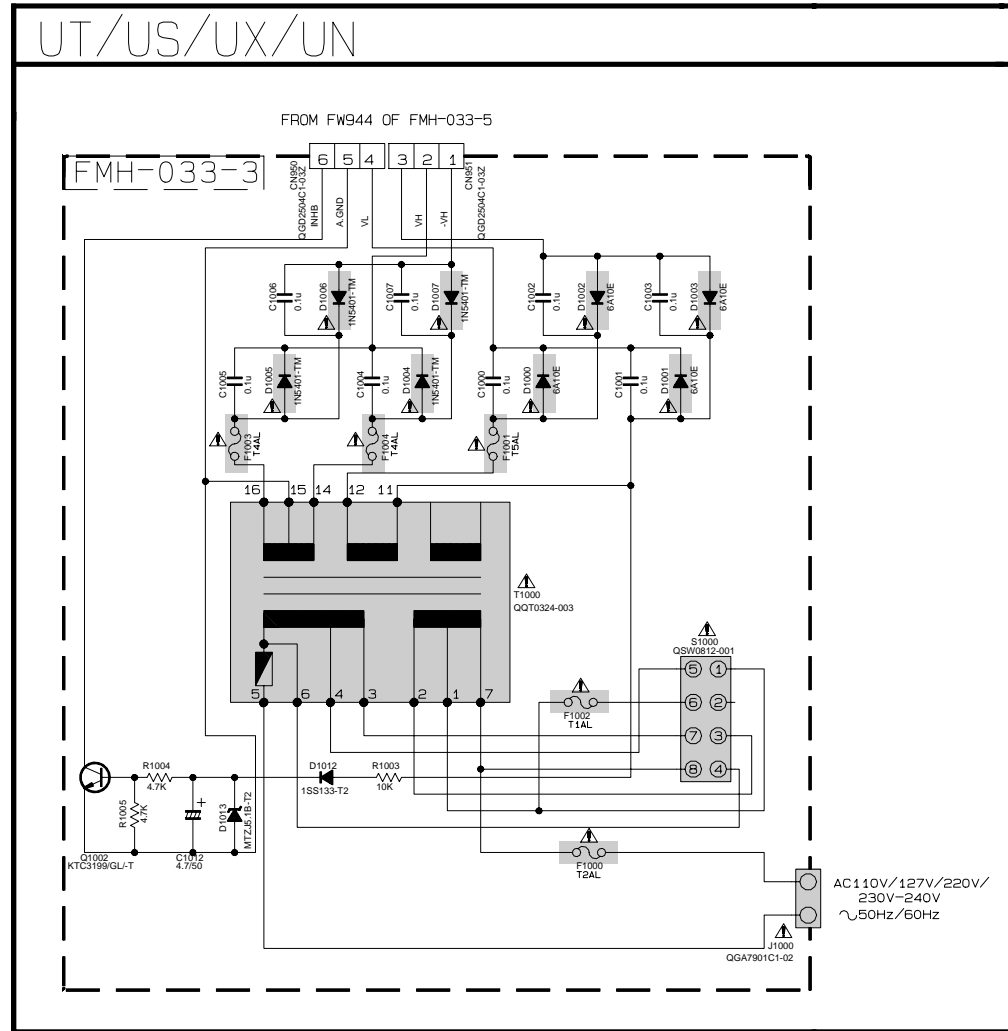 UT/US/UX/UN
FROM FW944 OF FMH-033-5
FMH-033-3
CN950
QGD2504C1-03Z
6 5 4
3 2 1
CN951
QGD2504C1-03Z
INHB
A.GND
VL
VH
-VH
C1006
0.1u
D1006
1N5401-TM
C1007
0.1u
D1007
1N5401-TM
C1002
0.1u
D1002
6A10E
C1003
0.1u
D1003
6A10E
C1005
0.1u
D1005
1N5401-TM
C1004
0.1u
D1004
1N5401-TM
C1000
0.1u
D1000
6A10E
C1001
0.1u
D1001
6A10E
F1003
T4AL
F1004
T4AL
F1001
T5AL
16 15 14 12 11
T1000
QQT0324-003
5 6 4 3 2 1 7
S1000
QSW0812-001
5 1
6 2
7 3
8 4
F1002
T1AL
D1012
1SS133-T2
R1003
10K
R1004
4.7K
R1005
4.7K
+
D1013
MTZJ5.1B-T2
Q1002
KTC3199/GL/-T
C1012
4.7/50
F1000
T2AL
AC110V/127V/220V/
230V-240V
∿50Hz/60Hz
J1000
QGA7901C1-02